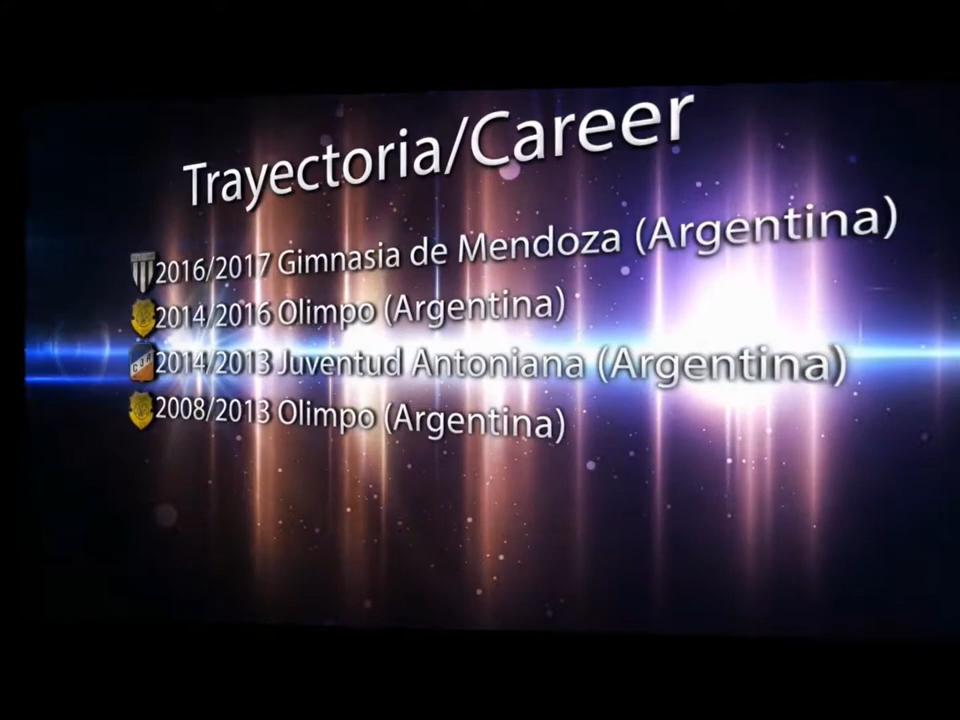 Trayectoria/Career
2016/2017 Gimnasia de Mendoza (Argentina)
2014/2016 Olimpo (Argentina)
CJA 2014/2013 Juventud Antoniana (Argentina)
2008/2013 Olimpo (Argentina)